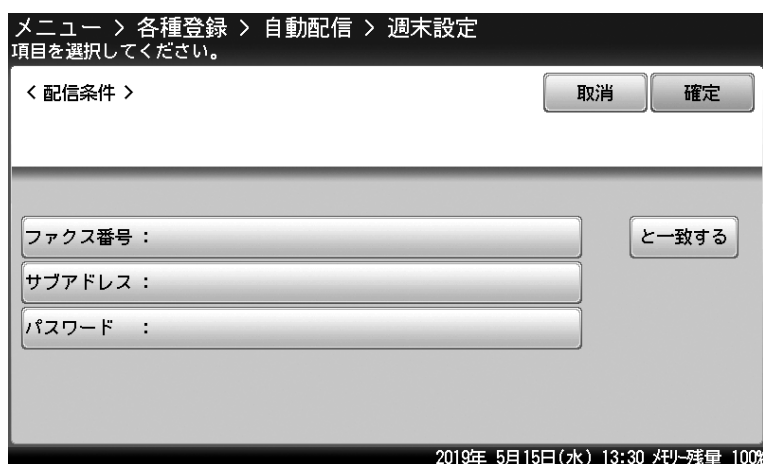 メニュー > 各種登録 > 自動配信 > 週末設定
項目を選択してください。
< 配信条件 >
取消
確定
ファクス番号 :
と一致する
サブアドレス :
パスワード :
2019年 5月15日(水) 13:30 メモリー残量 100%